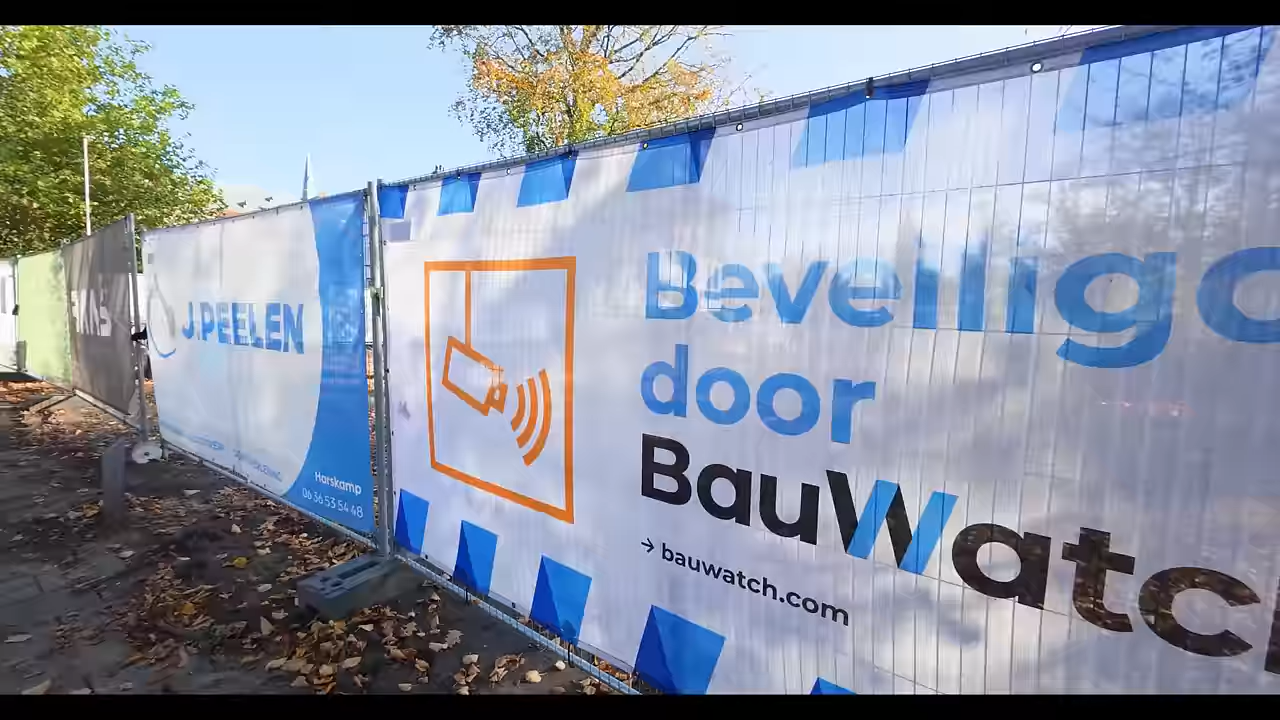 J.PEELEN
Harskamp
06 36 53 54 48
Beveiligd
door
BauWatch
→ bauwatch.com